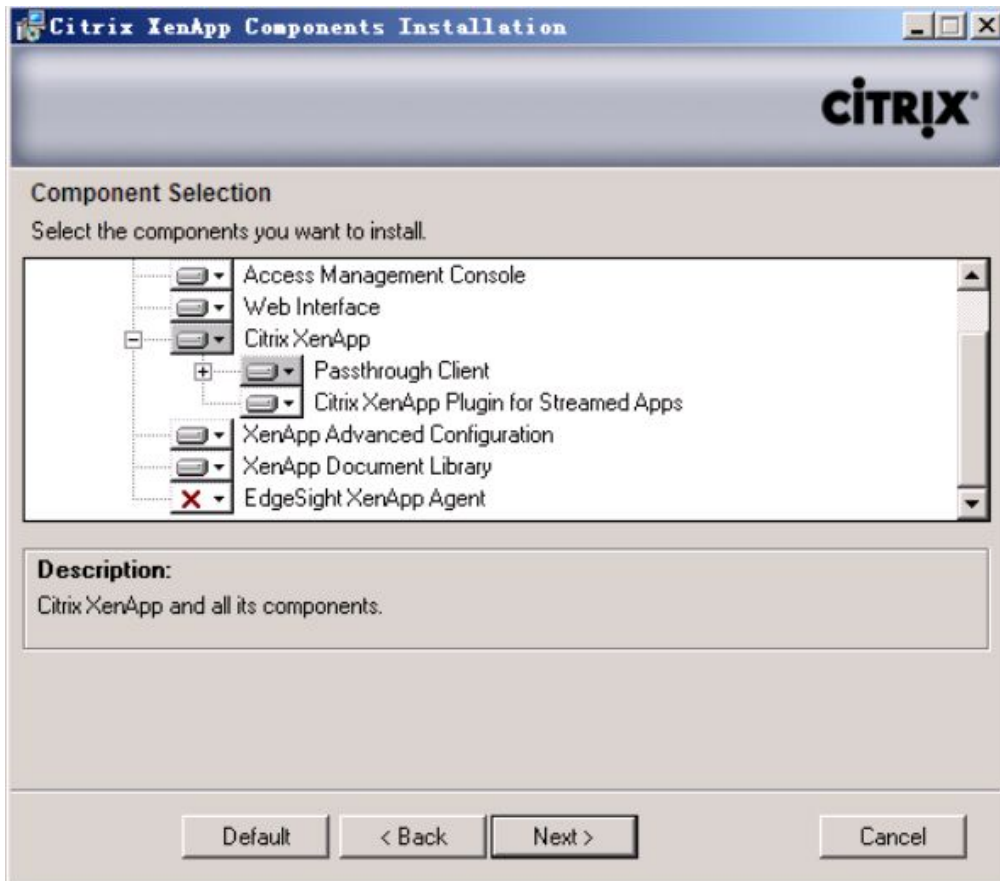 Citrix XenApp Components Installation
CİTRIX
Component Selection
Select the components you want to install.
Access Management Console
Web Interface
Citrix XenApp
Passthrough Client
Citrix XenApp Plugin for Streamed Apps
XenApp Advanced Configuration
XenApp Document Library
EdgeSight XenApp Agent
Description:
Citrix XenApp and all its components.
Default
< Back
Next >
Cancel